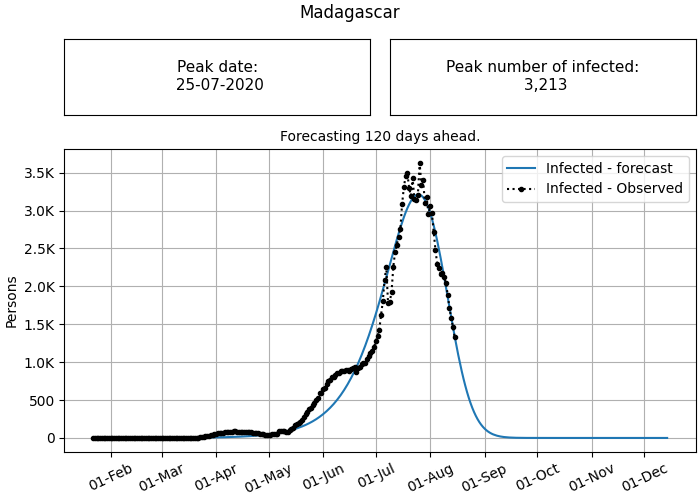 Madagascar
Peak date:
25-07-2020
Peak number of infected:
3,213
Forecasting 120 days ahead.
Infected - forecast
Infected - Observed
Persons
3.5K
3.0K
2.5K
2.0K
1.5K
1.0K
500
0
01-Feb
01-Mar
01-Apr
01-May
01-Jun
01-Jul
01-Aug
01-Sep
01-Oct
01-Nov
01-Dec